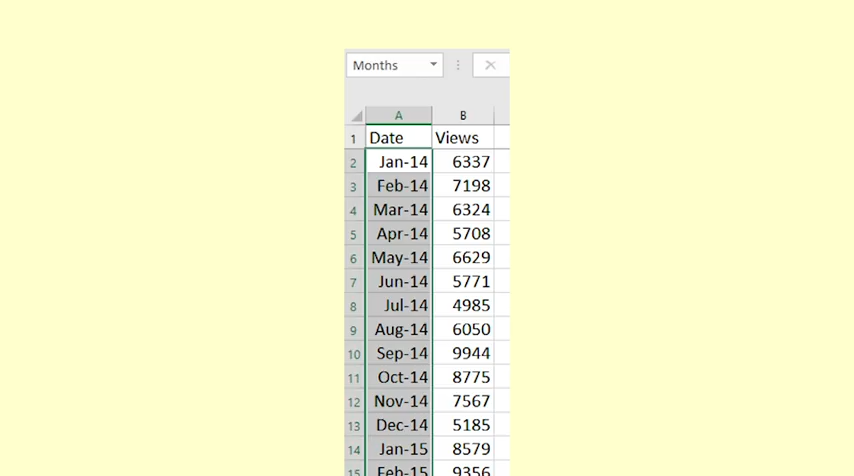 Months
A B
1 Date Views
2 Jan-14 6337
3 Feb-14 7198
4 Mar-14 6324
5 Apr-14 5708
6 May-14 6629
7 Jun-14 5771
8 Jul-14 4985
9 Aug-14 6050
10 Sep-14 9944
11 Oct-14 8775
12 Nov-14 7567
13 Dec-14 5185
14 Jan-15 8579
15 Feb-15 9356